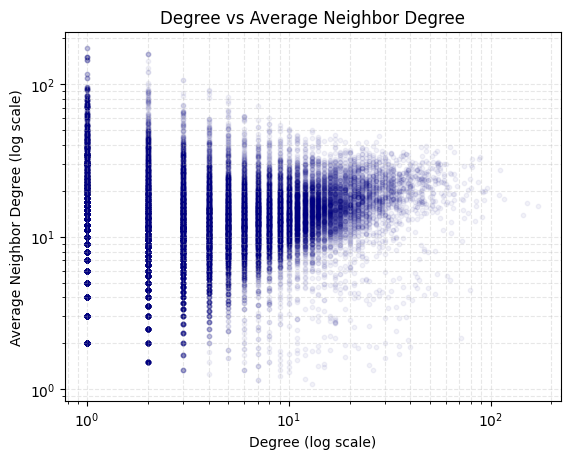 Degree vs Average Neighbor Degree
Average Neighbor Degree (log scale)
10²
10¹
10⁰
10⁰ 10¹ 10²
Degree (log scale)